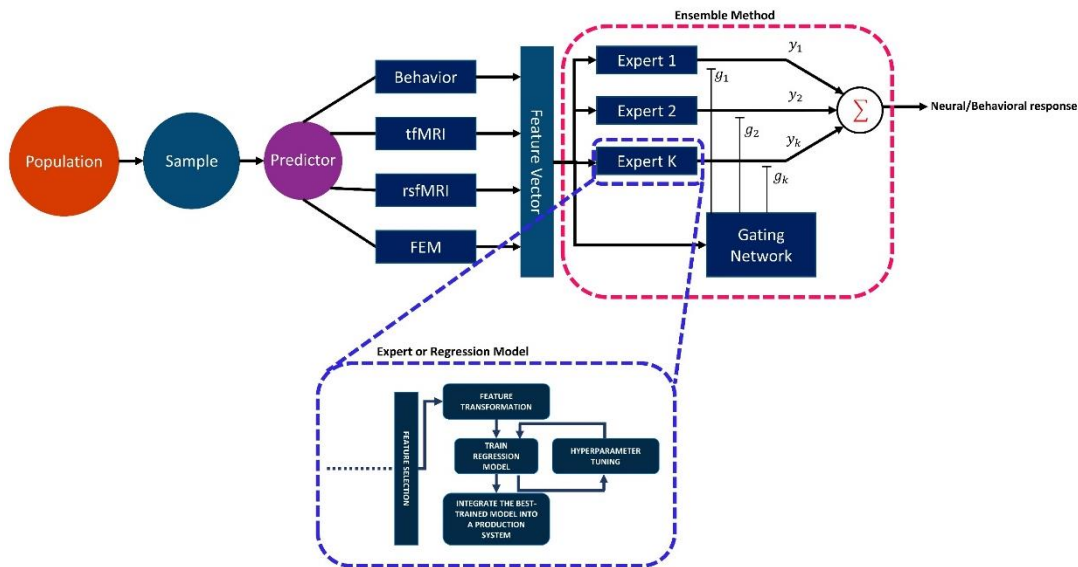 Ensemble Method
Population
Sample
Predictor
Behavior
tfMRI
rsfMRI
FEM
Feature Vector
Expert 1
Expert 2
Expert K
y₁
y₂
yₖ
g₁
g₂
gₖ
Gating
Network
Σ
Neural/Behavioral response
Expert or Regression Model
FEATURE SELECTION
FEATURE
TRANSFORMATION
TRAIN
REGRESSION
MODEL
HYPERPARAMETER
TUNING
INTEGRATE THE BEST-
TRAINED MODEL INTO
A PRODUCTION
SYSTEM